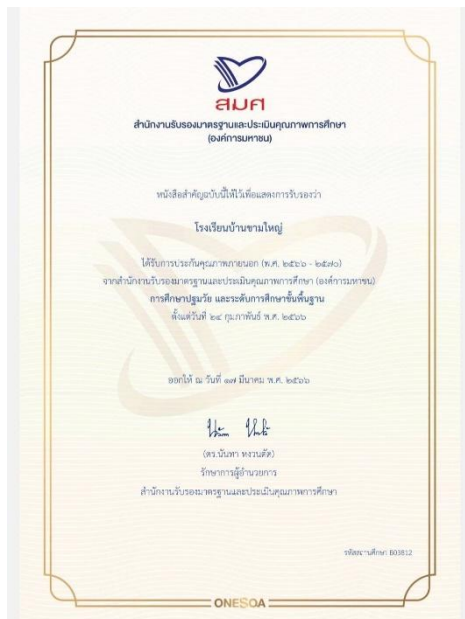 สมศ
สำนักงานรับรองมาตรฐานและประเมินคุณภาพการศึกษา
(องค์การมหาชน)
หนังสือสำคัญฉบับนี้ให้ไว้เพื่อแสดงการรับรองว่า
โรงเรียนบ้านขามใหญ่
ได้รับการประกันคุณภาพภายนอก (พ.ศ. ๒๕๖๖ - ๒๕๗๐)
จากสำนักงานรับรองมาตรฐานและประเมินคุณภาพการศึกษา (องค์การมหาชน)
การศึกษาปฐมวัย และระดับการศึกษาขั้นพื้นฐาน
ตั้งแต่วันที่ ๒๔ กุมภาพันธ์ พ.ศ. ๒๕๖๖
ออกให้ ณ วันที่ ๑๗ มีนาคม พ.ศ. ๒๕๖๖
(ดร.นันทา หงวนตัด)
รักษาการผู้อำนวยการ
สำนักงานรับรองมาตรฐานและประเมินคุณภาพการศึกษา
รหัสสถานศึกษา B03812
ONESQA